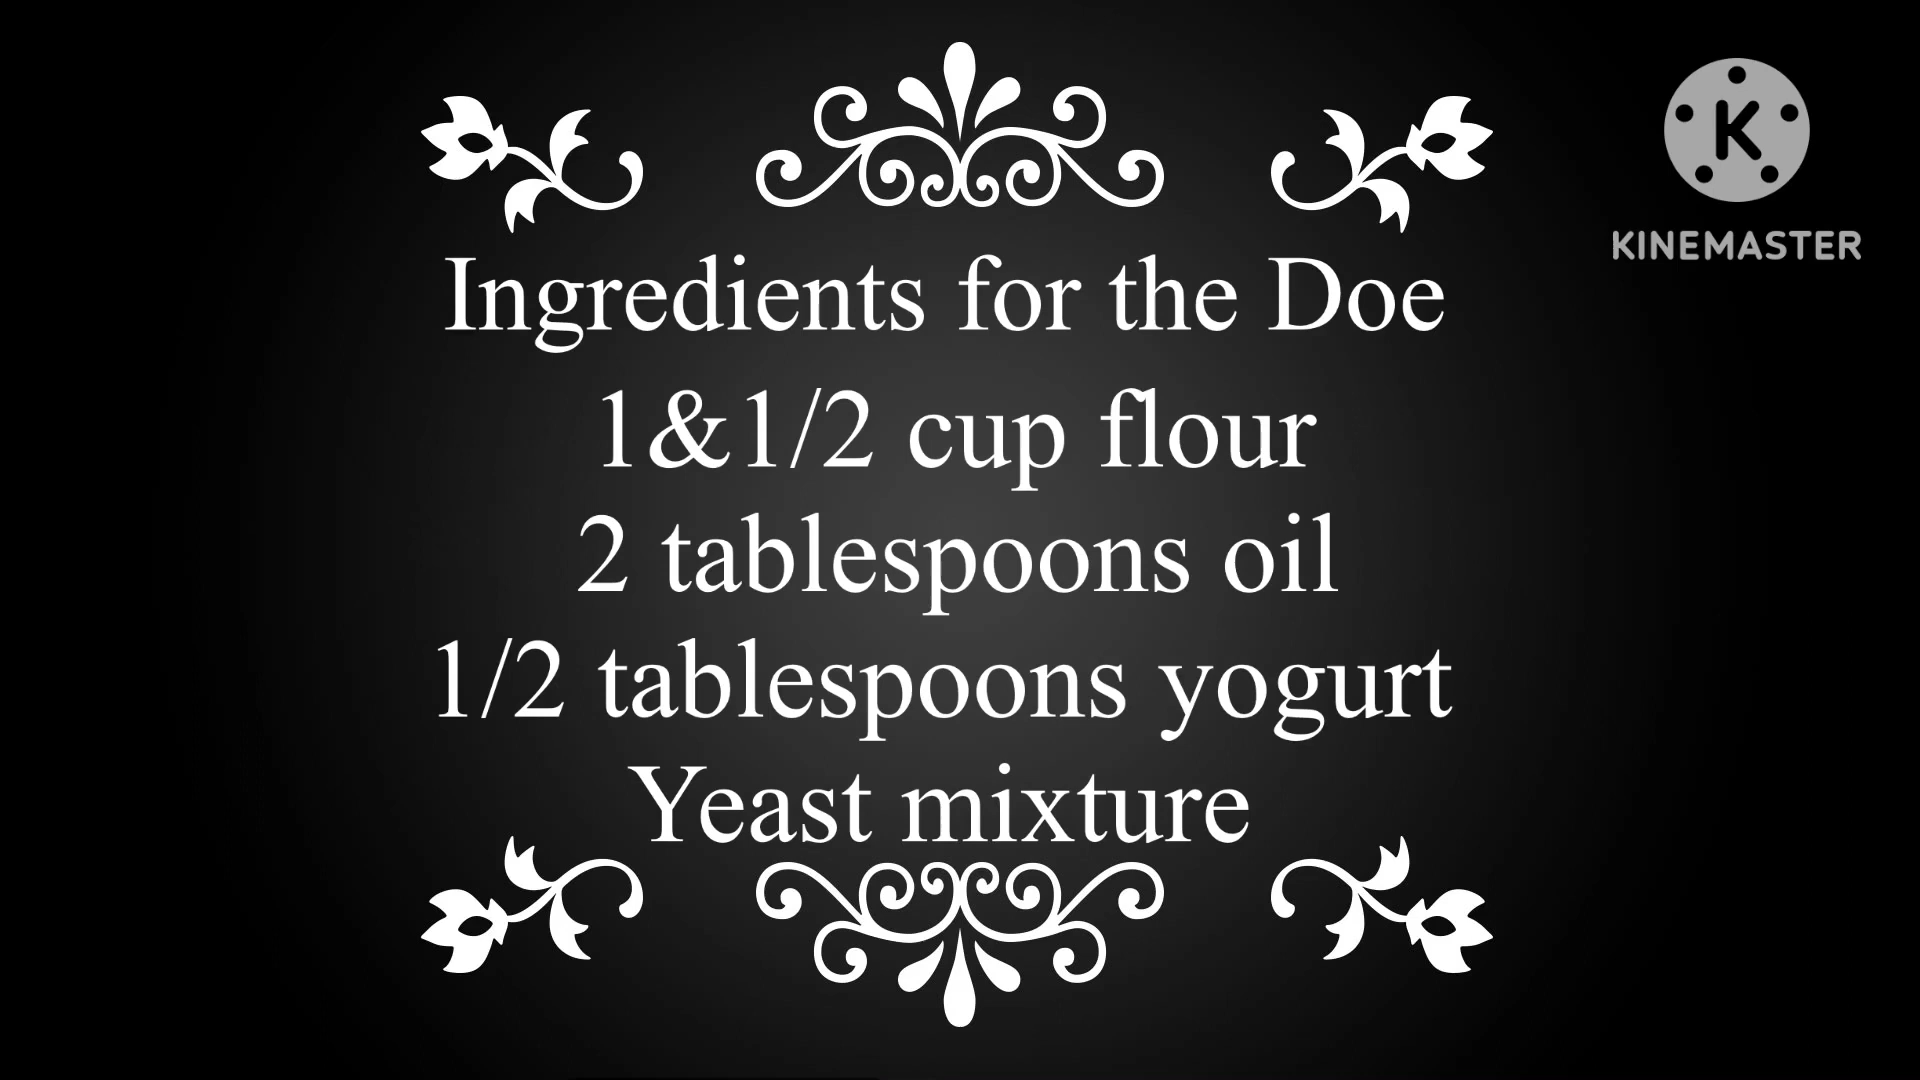 K
KINEMASTER
Ingredients for the Doe
1&1/2 cup flour
2 tablespoons oil
1/2 tablespoons yogurt
Yeast mixture